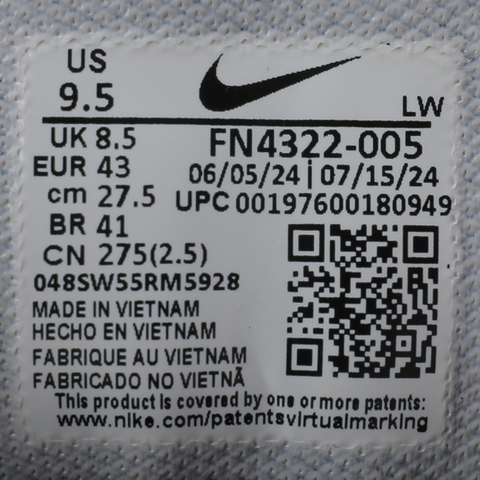 US
9.5
LW
UK 8.5
FN4322-005
EUR 43
06/05/24 | 07/15/24
cm 27.5
UPC 00197600180949
BR 41
CN 275(2.5)
048SW55RM5928
MADE IN VIETNAM
HECHO EN VIETNAM
FABRIQUE AU VIETNAM
FABRICADO NO VIETNÃ
This product is covered by one or more patents:
www.nike.com/patentsvirtualmarking